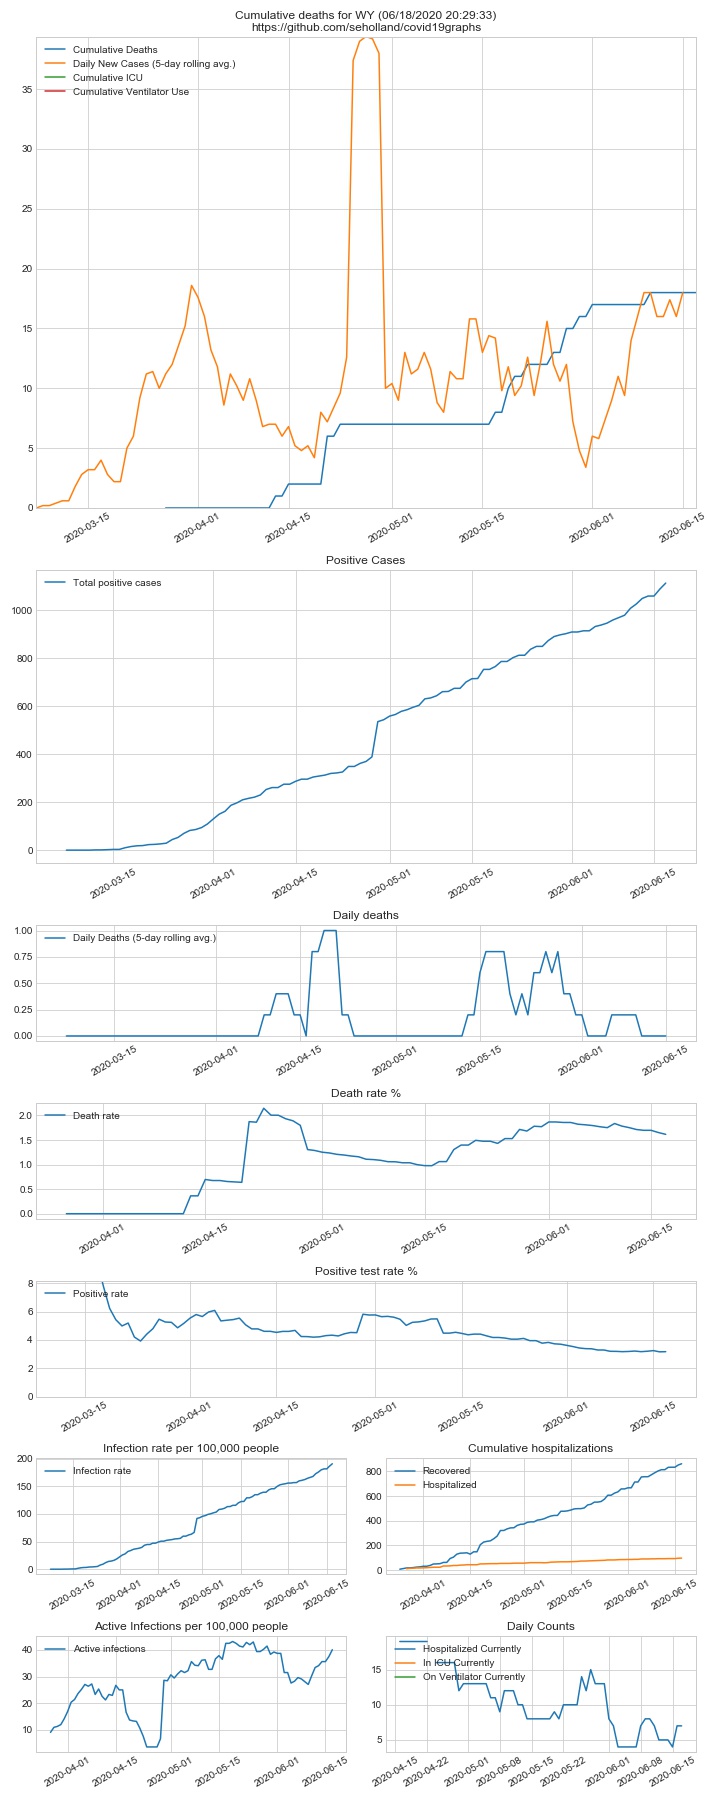 Cumulative deaths for WY (06/18/2020 20:29:33)
https://github.com/seholland/covid19graphs
Cumulative Deaths
Daily New Cases (5-day rolling avg.)
Cumulative ICU
Cumulative Ventilator Use
35
30
25
20
15
10
5
0
2020-03-15 2020-04-01 2020-04-15 2020-05-01 2020-05-15 2020-06-01 2020-06-15
Positive Cases
Total positive cases
1000
800
600
400
200
0
2020-03-15 2020-04-01 2020-04-15 2020-05-01 2020-05-15 2020-06-01 2020-06-15
Daily deaths
Daily Deaths (5-day rolling avg.)
1.00
0.75
0.50
0.25
0.00
2020-03-15 2020-04-01 2020-04-15 2020-05-01 2020-05-15 2020-06-01 2020-06-15
Death rate %
Death rate
2.0
1.5
1.0
0.5
0.0
2020-04-01 2020-04-15 2020-05-01 2020-05-15 2020-06-01 2020-06-15
Positive test rate %
8
Positive rate
6
4
2
0
2020-03-15 2020-04-01 2020-04-15 2020-05-01 2020-05-15 2020-06-01 2020-06-15
Infection rate per 100,000 people
200
Infection rate
150
100
50
0
2020-03-15 2020-04-01 2020-04-15 2020-05-01 2020-05-15 2020-06-01 2020-06-15
Cumulative hospitalizations
Recovered
Hospitalized
800
600
400
200
0
2020-04-01 2020-04-15 2020-05-01 2020-05-15 2020-06-01 2020-06-15
Active Infections per 100,000 people
Active infections
40
30
20
10
2020-04-01 2020-04-15 2020-05-01 2020-05-15 2020-06-01 2020-06-15
Daily Counts
Hospitalized Currently
In ICU Currently
On Ventilator Currently
15
10
5
2020-04-15 2020-04-22 2020-05-01 2020-05-08 2020-05-15 2020-05-22 2020-06-01 2020-06-08 2020-06-15